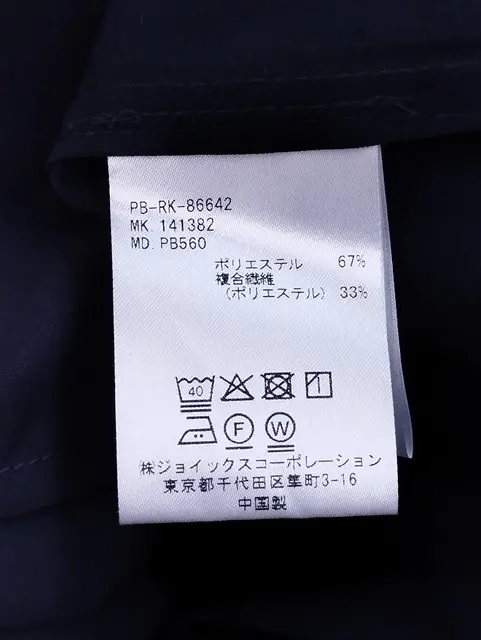 PB-RK-86642
MK. 141382
MD. PB560
ポリエステル 67%
複合繊維
(ポリエステル) 33%
40
F W
㈱ジョイックスコーポレーション
東京都千代田区隼町3-16
中国製